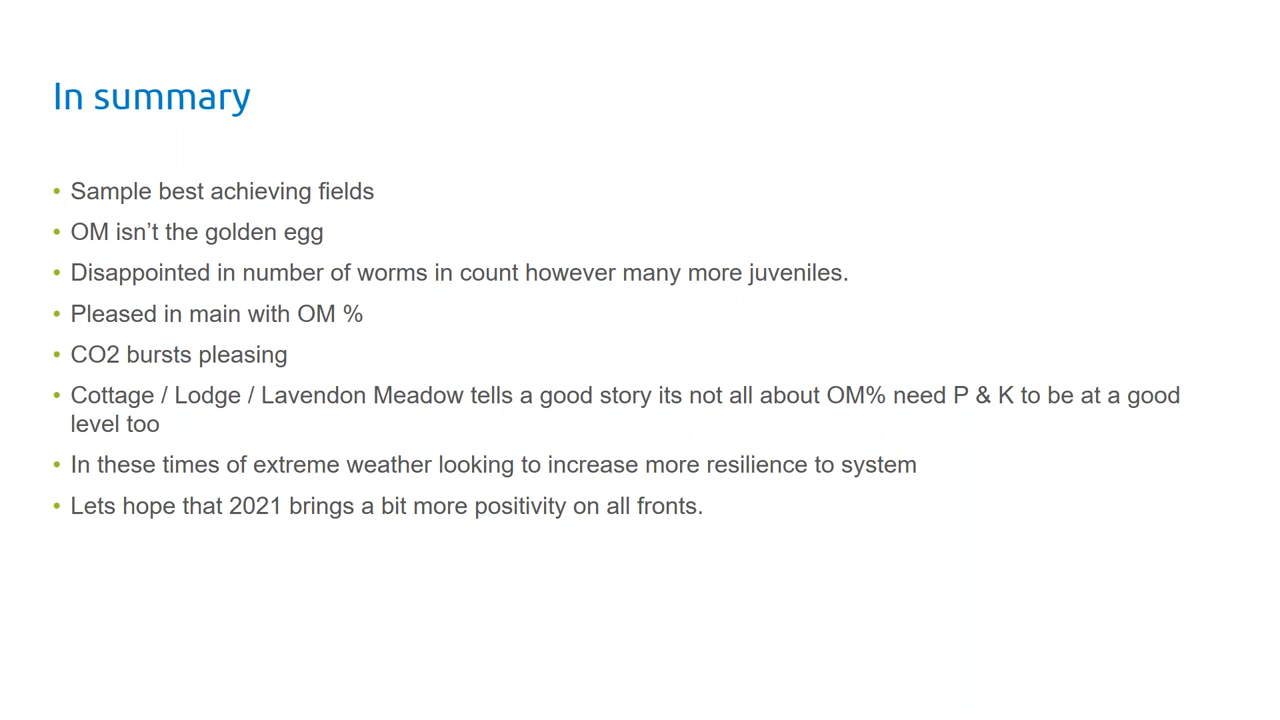 In summary
• Sample best achieving fields
• OM isn’t the golden egg
• Disappointed in number of worms in count however many more juveniles.
• Pleased in main with OM %
• CO2 bursts pleasing
• Cottage / Lodge / Lavendon Meadow tells a good story its not all about OM% need P & K to be at a good
level too
• In these times of extreme weather looking to increase more resilience to system
• Lets hope that 2021 brings a bit more positivity on all fronts.